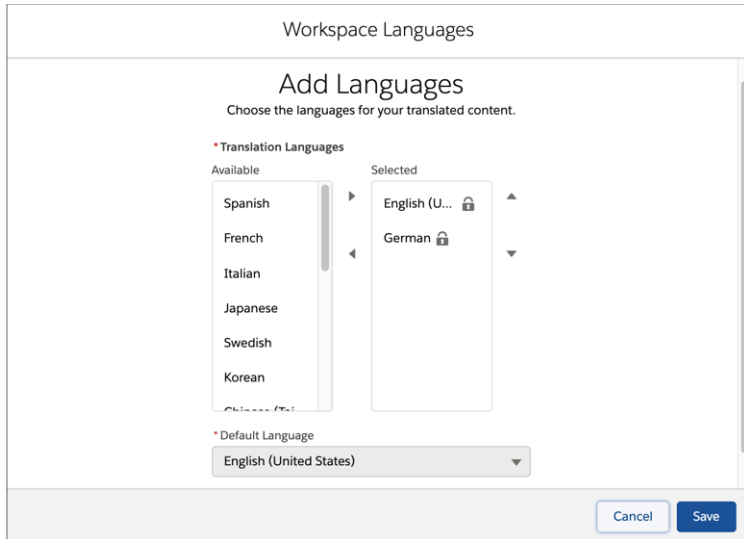 Workspace Languages
Add Languages
Choose the languages for your translated content.
*Translation Languages
Available
Selected
Spanish
French
Italian
Japanese
Swedish
Korean
English (U...
German
*Default Language
English (United States)
Cancel
Save